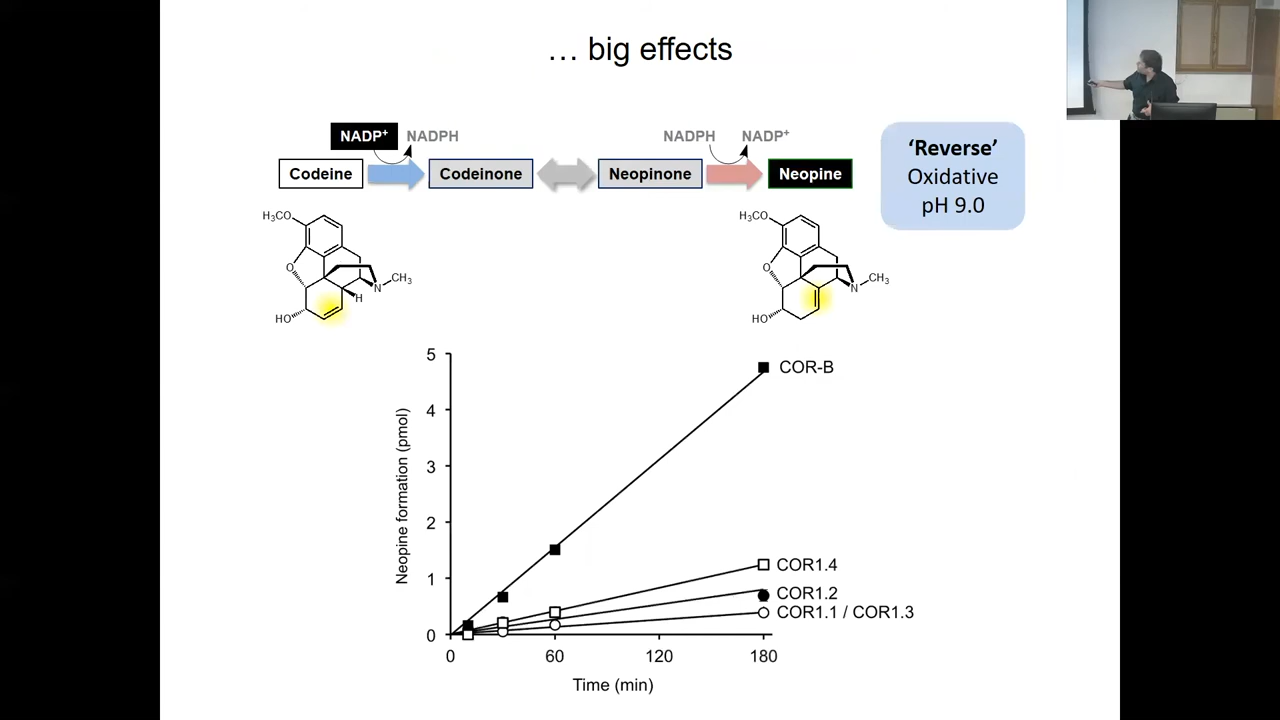 … big effects
NADP⁺ NADPH
NADPH NADP⁺
Codeine
Codeinone
Neopinone
Neopine
‘Reverse’
Oxidative
pH 9.0
H₃CO
O
N
CH₃
H
HO
H₃CO
O
N
CH₃
HO
Neopine formation (pmol)
5
4
3
2
1
0
COR-B
COR1.4
COR1.2
COR1.1 / COR1.3
0 60 120 180
Time (min)